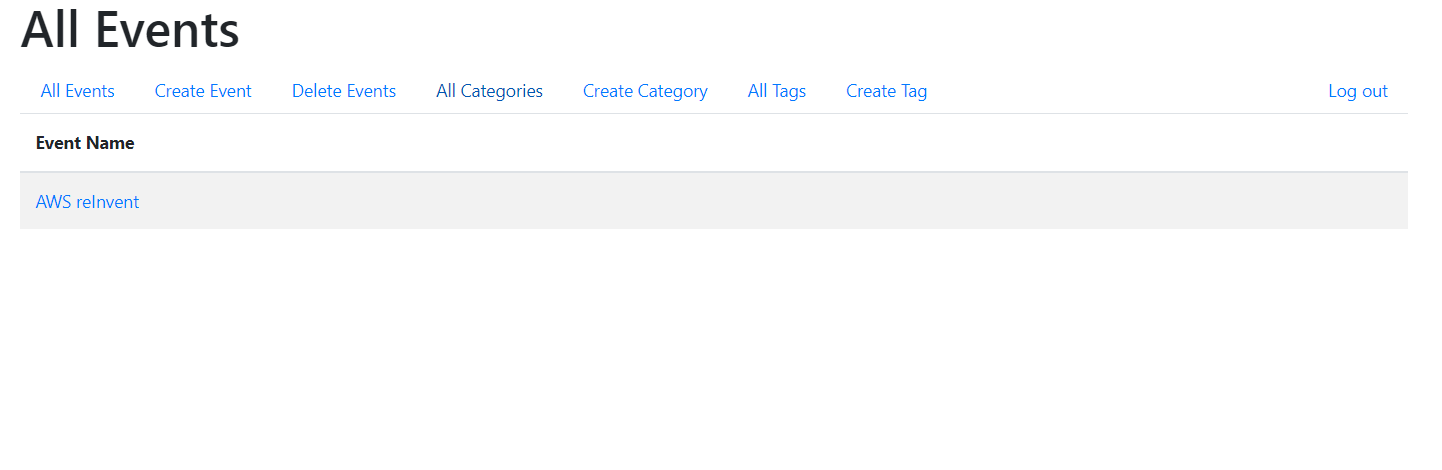 All Events
All Events Create Event Delete Events All Categories Create Category All Tags Create Tag Log out
Event Name
AWS reInvent